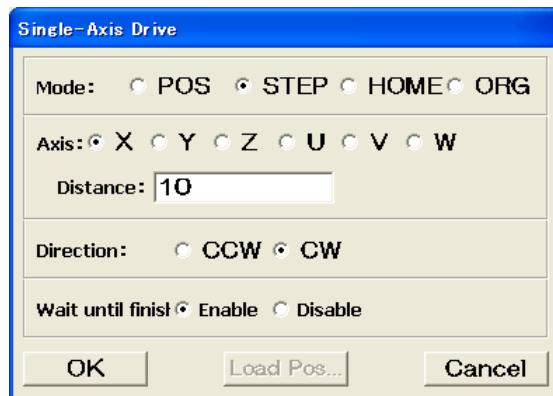 Single-Axis Drive
Mode: POS STEP HOME ORG
Axis: X Y Z U V W
Distance: 10
Direction: CCW CW
Wait until finisl Enable Disable
OK Load Pos... Cancel